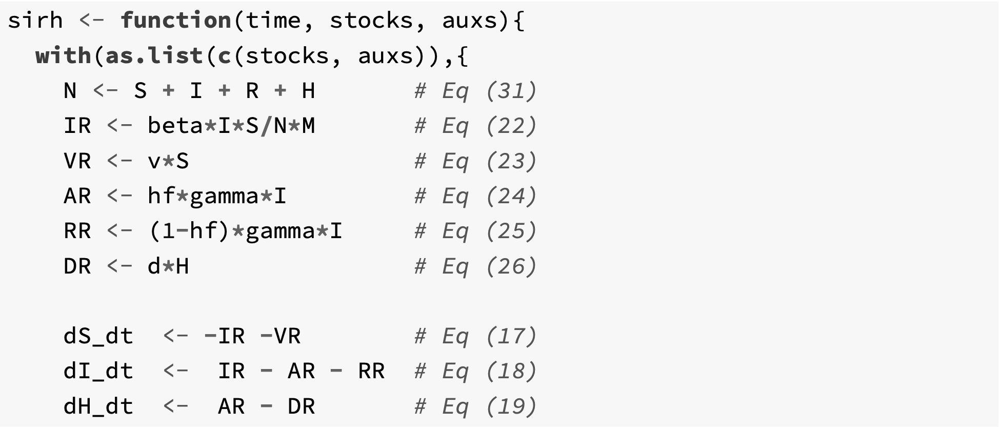 sirh <- function(time, stocks, auxs){
  with(as.list(c(stocks, auxs)),{
    N <- S + I + R + H       # Eq (31)
    IR <- beta*I*S/N*M       # Eq (22)
    VR <- v*S                # Eq (23)
    AR <- hf*gamma*I         # Eq (24)
    RR <- (1-hf)*gamma*I     # Eq (25)
    DR <- d*H                # Eq (26)

    dS_dt  <- -IR -VR        # Eq (17)
    dI_dt  <-  IR - AR - RR  # Eq (18)
    dH_dt  <-  AR - DR       # Eq (19)